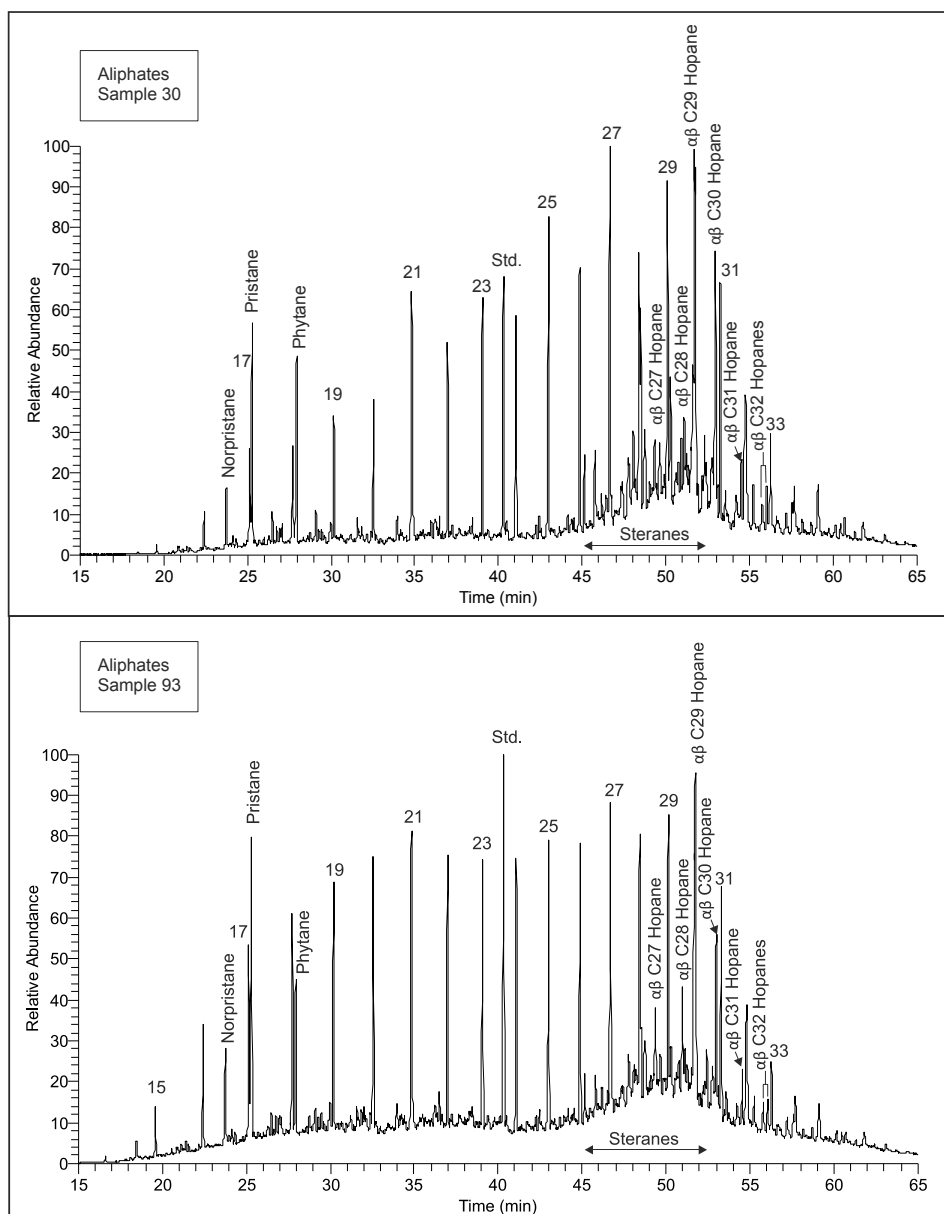 Aliphates
Sample 30
Relative Abundance
100
90
80
70
60
50
40
30
20
10
0
Norpristane
17
Pristane
Phytane
19
21
23
Std.
25
27
αβ C27 Hopane
29
αβ C28 Hopane
αβ C29 Hopane
αβ C30 Hopane
31
αβ C31 Hopane
αβ C32 Hopanes
33
Steranes
15 20 25 30 35 40 45 50 55 60 65
Time (min)
Aliphates
Sample 93
Relative Abundance
100
90
80
70
60
50
40
30
20
10
0
15
Norpristane
17
Pristane
Phytane
19
21
23
Std.
25
27
αβ C27 Hopane
29
αβ C28 Hopane
αβ C29 Hopane
αβ C30 Hopane
31
αβ C31 Hopane
αβ C32 Hopanes
33
Steranes
15 20 25 30 35 40 45 50 55 60 65
Time (min)